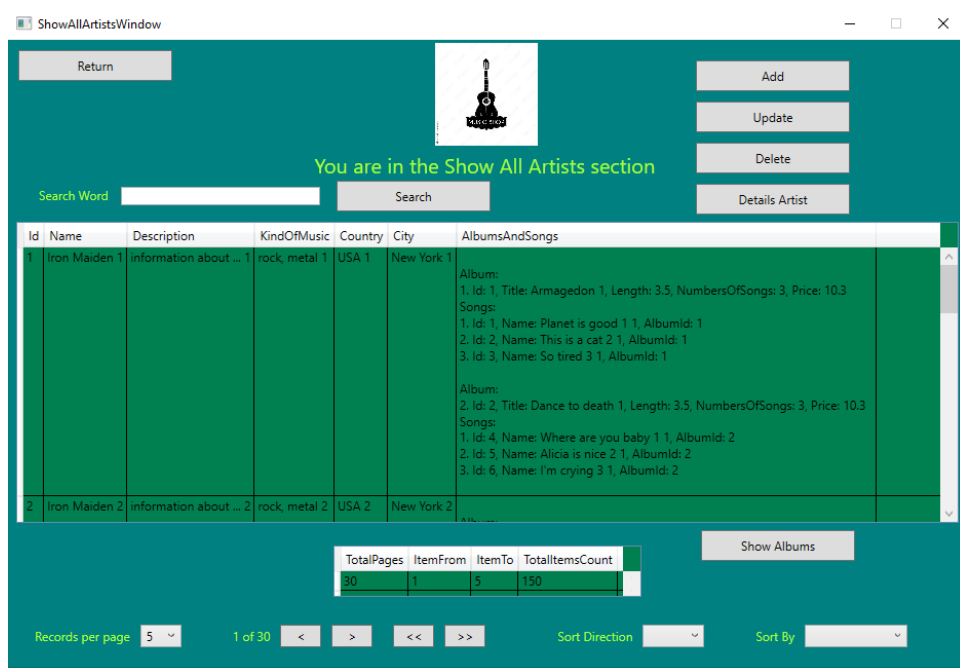 ShowAllArtistsWindow
Return
MUSIC SHOP
Add
Update
Delete
Details Artist
You are in the Show All Artists section
Search Word
Search
Id Name Description KindOfMusic Country City AlbumsAndSongs
1 Iron Maiden 1 information about ... 1 rock, metal 1 USA 1 New York 1
Album:
1. Id: 1, Title: Armagedon 1, Length: 3.5, NumbersOfSongs: 3, Price: 10.3
Songs:
1. Id: 1, Name: Planet is good 1 1, AlbumId: 1
2. Id: 2, Name: This is a cat 2 1, AlbumId: 1
3. Id: 3, Name: So tired 3 1, AlbumId: 1
Album:
2. Id: 2, Title: Dance to death 1, Length: 3.5, NumbersOfSongs: 3, Price: 10.3
Songs:
1. Id: 4, Name: Where are you baby 1 1, AlbumId: 2
2. Id: 5, Name: Alicia is nice 2 1, AlbumId: 2
3. Id: 6, Name: I'm crying 3 1, AlbumId: 2
2 Iron Maiden 2 information about ... 2 rock, metal 2 USA 2 New York 2
Album:
Show Albums
TotalPages ItemFrom ItemTo TotalItemsCount
30 1 5 150
Records per page 5 1 of 30 < > << >> Sort Direction Sort By